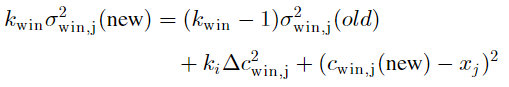 k_win σ²_win,j(new) = (k_win − 1)σ²_win,j(old)
+ k_i Δc²_win,j + (c_win,j(new) − x_j)²